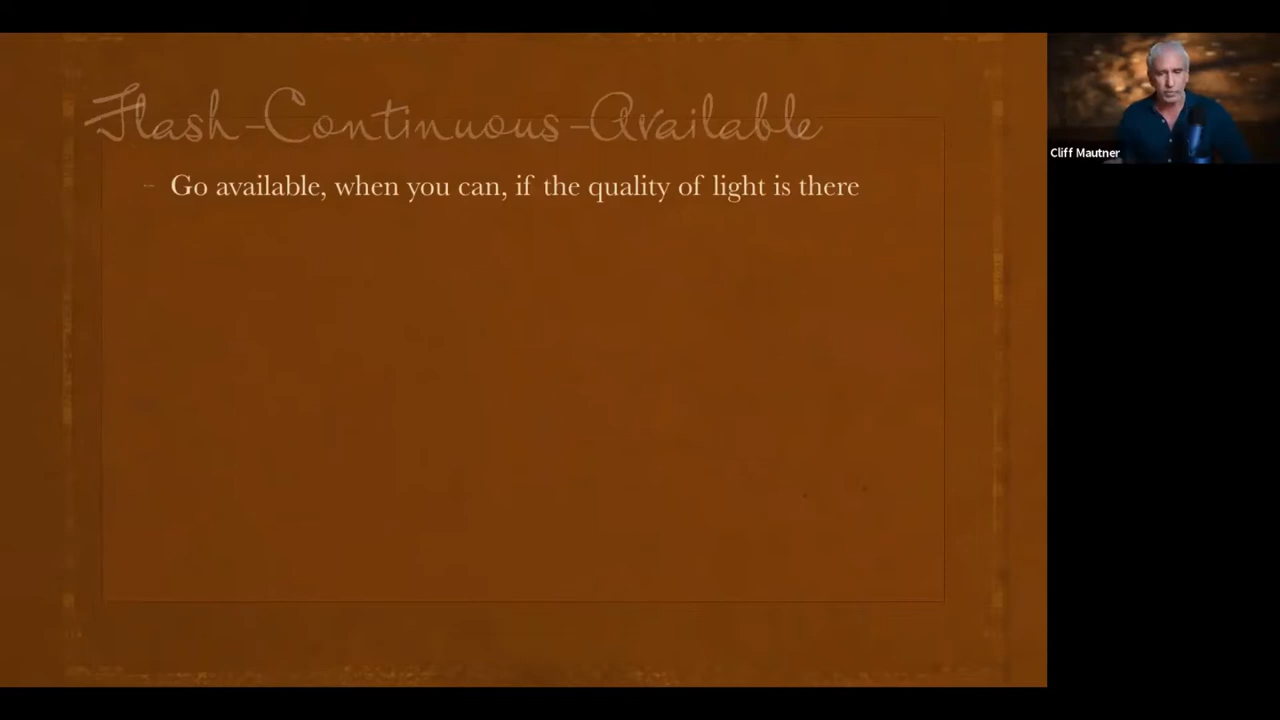 Flash-Continuous-Available
– Go available, when you can, if the quality of light is there
Cliff Mautner